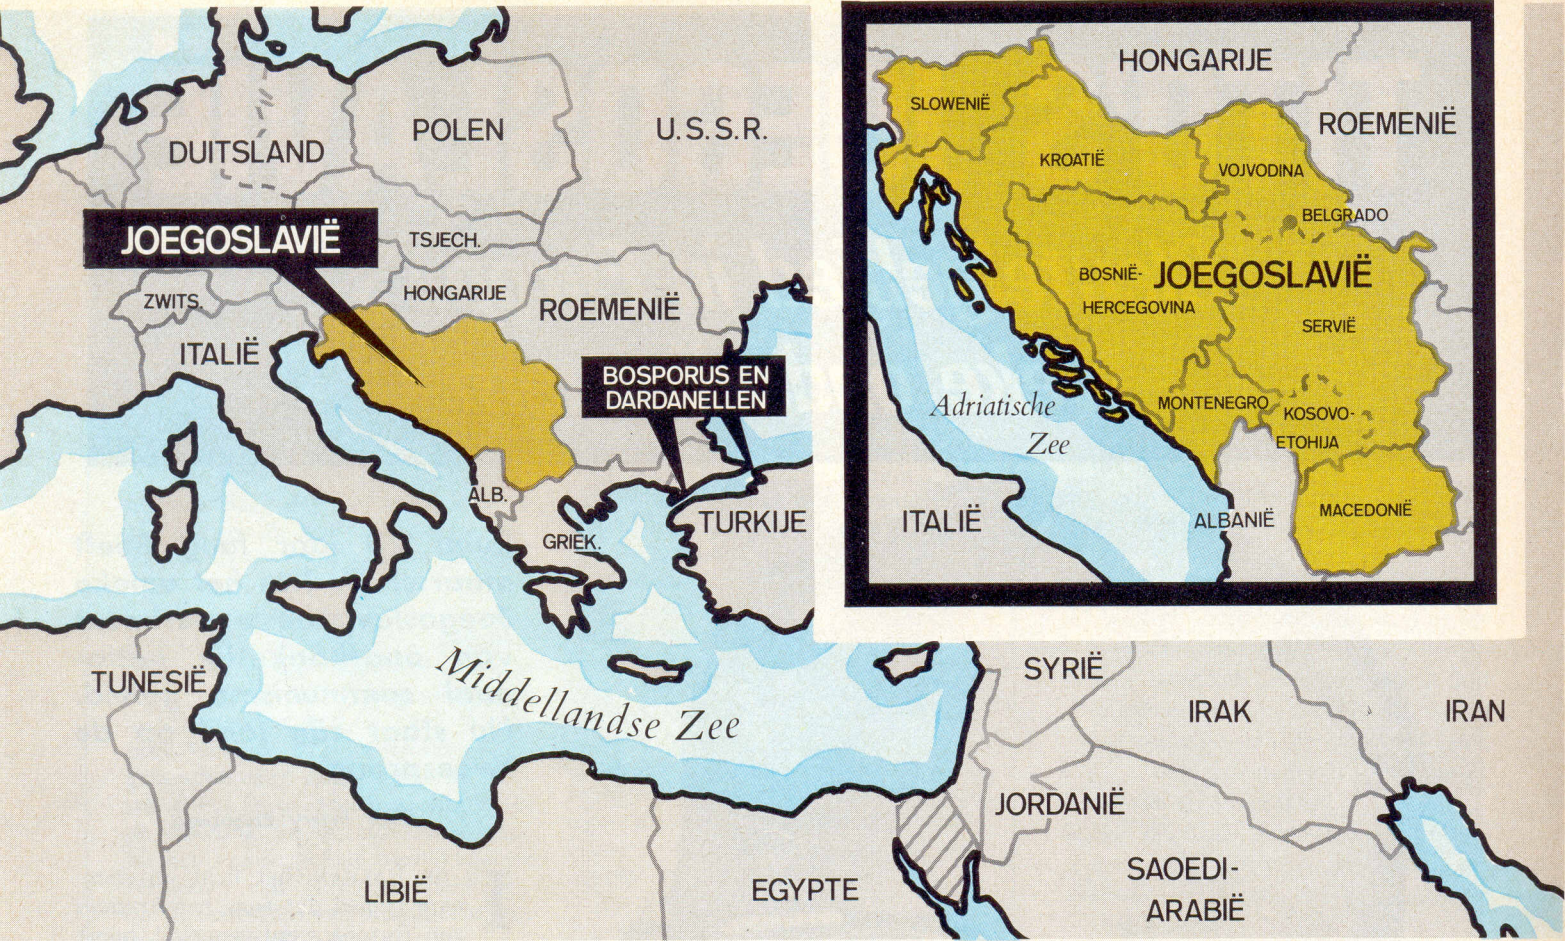 DUITSLAND
POLEN
U.S.S.R.
JOEGOSLAVIË
TSJECH.
ZWITS.
HONGARIJE
ROEMENIË
ITALIË
BOSPORUS EN
DARDANELLEN
ALB.
GRIEK.
TURKIJE
TUNESIË
Middellandse Zee
SYRIË
IRAK
IRAN
JORDANIË
LIBIË
EGYPTE
SAOEDI-
ARABIË
HONGARIJE
SLOWENIË
ROEMENIË
KROATIË
VOJVODINA
BELGRADO
BOSNIË-
HERCEGOVINA
JOEGOSLAVIË
SERVIË
Adriatische
Zee
MONTENEGRO
KOSOVO-
ETOHIJA
ITALIË
ALBANIË
MACEDONIË